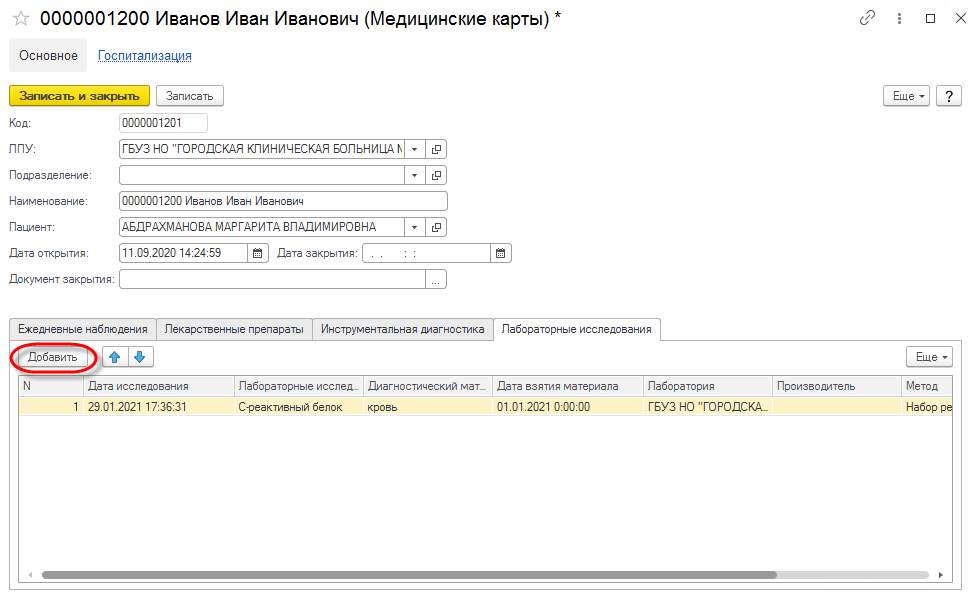 0000001200 Иванов Иван Иванович (Медицинские карты) *
Основное Госпитализация
Записать и закрыть Записать Еще ?
Код: 0000001201
ЛПУ: ГБУЗ НО "ГОРОДСКАЯ КЛИНИЧЕСКАЯ БОЛЬНИЦА
Подразделение:
Наименование: 0000001200 Иванов Иван Иванович
Пациент: АБДРАХМАНОВА МАРГАРИТА ВЛАДИМИРОВНА
Дата открытия: 11.09.2020 14:24:59 Дата закрытия: . . : :
Документ закрытия: ...
Ежедневные наблюдения Лекарственные препараты Инструментальная диагностика Лабораторные исследования
Добавить Еще
N Дата исследования Лабораторные исслед... Диагностический мат... Дата взятия материала Лаборатория Производитель Метод
1 29.01.2021 17:36:31 С-реактивный белок кровь 01.01.2021 0:00:00 ГБУЗ НО "ГОРОДСКА... Набор ре